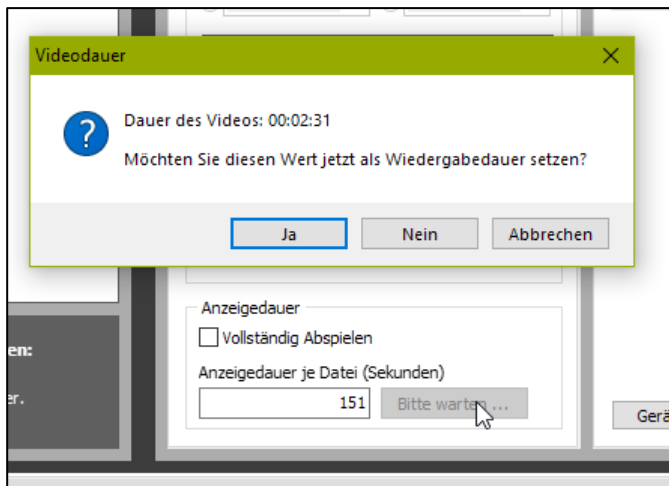 Videodauer
Dauer des Videos: 00:02:31
Möchten Sie diesen Wert jetzt als Wiedergabedauer setzen?
Ja
Nein
Abbrechen
Anzeigedauer
Vollständig Abspielen
Anzeigedauer je Datei (Sekunden)
151
Bitte warten ...
en:
er.
Gerä